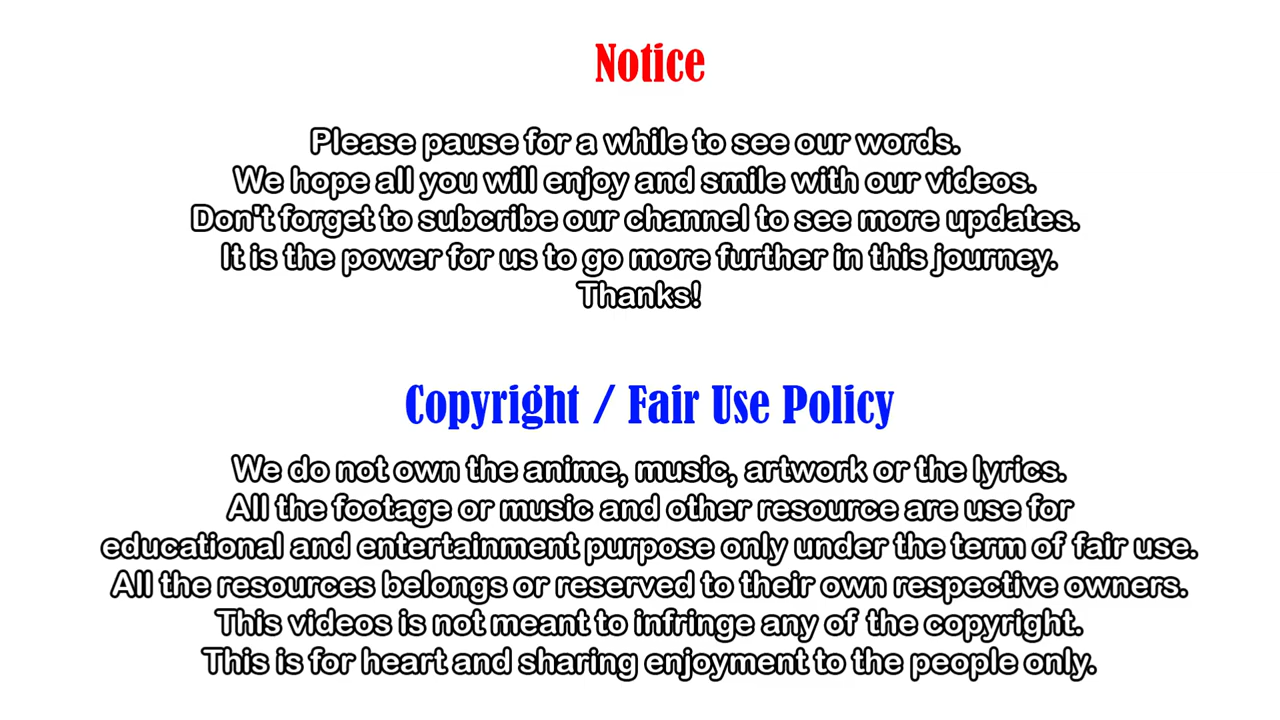 Notice
Please pause for a while to see our words.
We hope all you will enjoy and smile with our videos.
Don't forget to subcribe our channel to see more updates.
It is the power for us to go more further in this journey.
Thanks!
Copyright / Fair Use Policy
We do not own the anime, music, artwork or the lyrics.
All the footage or music and other resource are use for
educational and entertainment purpose only under the term of fair use.
All the resources belongs or reserved to their own respective owners.
This videos is not meant to infringe any of the copyright.
This is for heart and sharing enjoyment to the people only.